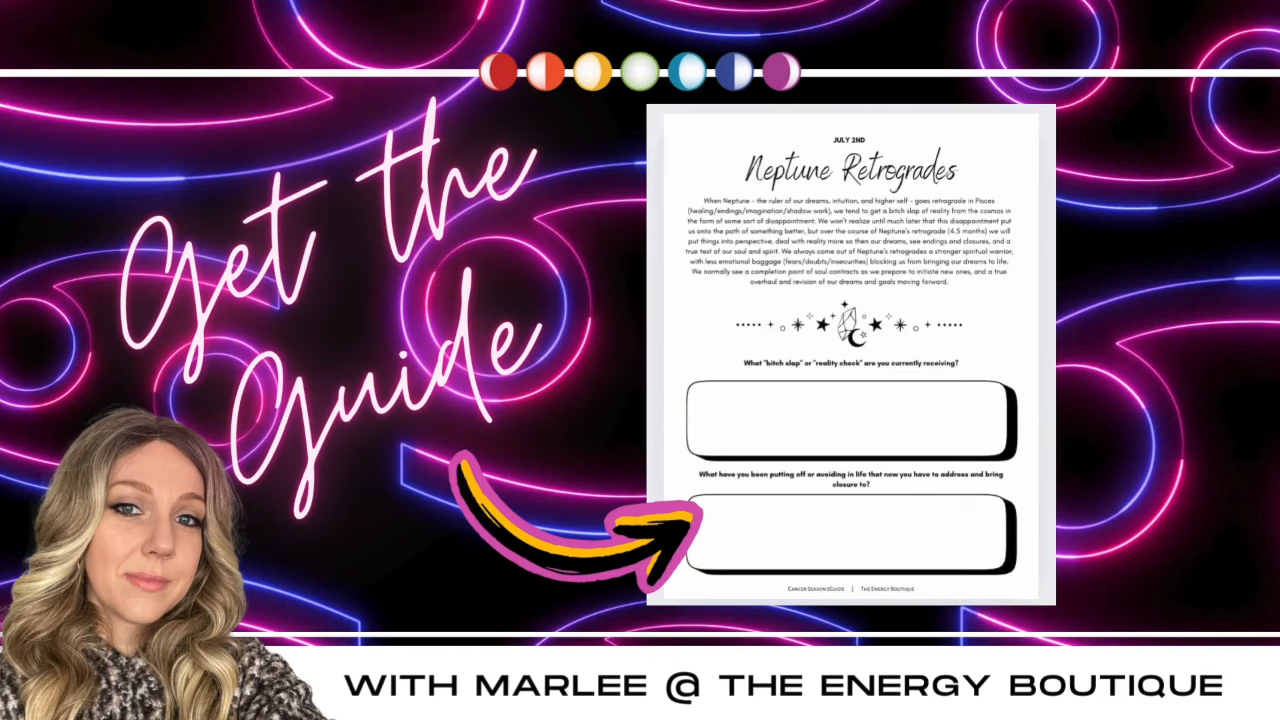 Get the
Guide
JULY 2ND
Neptune Retrogrades
When Neptune - the ruler of our dreams, intuition, and higher self - goes retrograde in Pisces
(healing/endings/imagination/shadow work), we tend to get a bitch slap of reality from the cosmos in
the form of some sort of disappointment. We won't realize until much later that this disappointment put
us onto the path of something better, but over the course of Neptune's retrograde (4.5 months) we will
put things into perspective, deal with reality more so then our dreams, see endings and closures, and a
true test of our soul and spirit. We always come out of Neptune's retrogrades a stronger spiritual warrior,
with less emotional baggage (fears/doubts/insecurities) blocking us from bringing our dreams to life.
We normally see a completion point of soul contracts as we prepare to initiate new ones, and a true
overhaul and revision of our dreams and goals moving forward.
What "bitch slap" or "reality check" are you currently receiving?
What have you been putting off or avoiding in life that now you have to address and bring
closure to?
CANCER SEASON EGUIDE | THE ENERGY BOUTIQUE
WITH MARLEE @ THE ENERGY BOUTIQUE